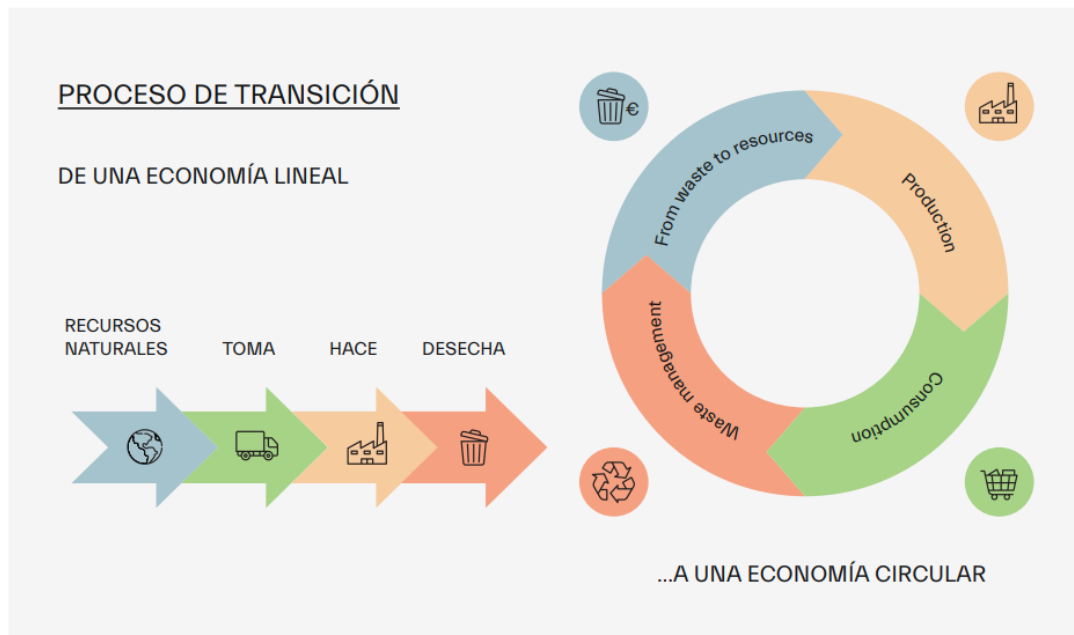 PROCESO DE TRANSICIÓN
DE UNA ECONOMÍA LINEAL
RECURSOS
NATURALES
TOMA
HACE
DESECHA
€
From waste to resources
Production
Consumption
Waste management
...A UNA ECONOMÍA CIRCULAR